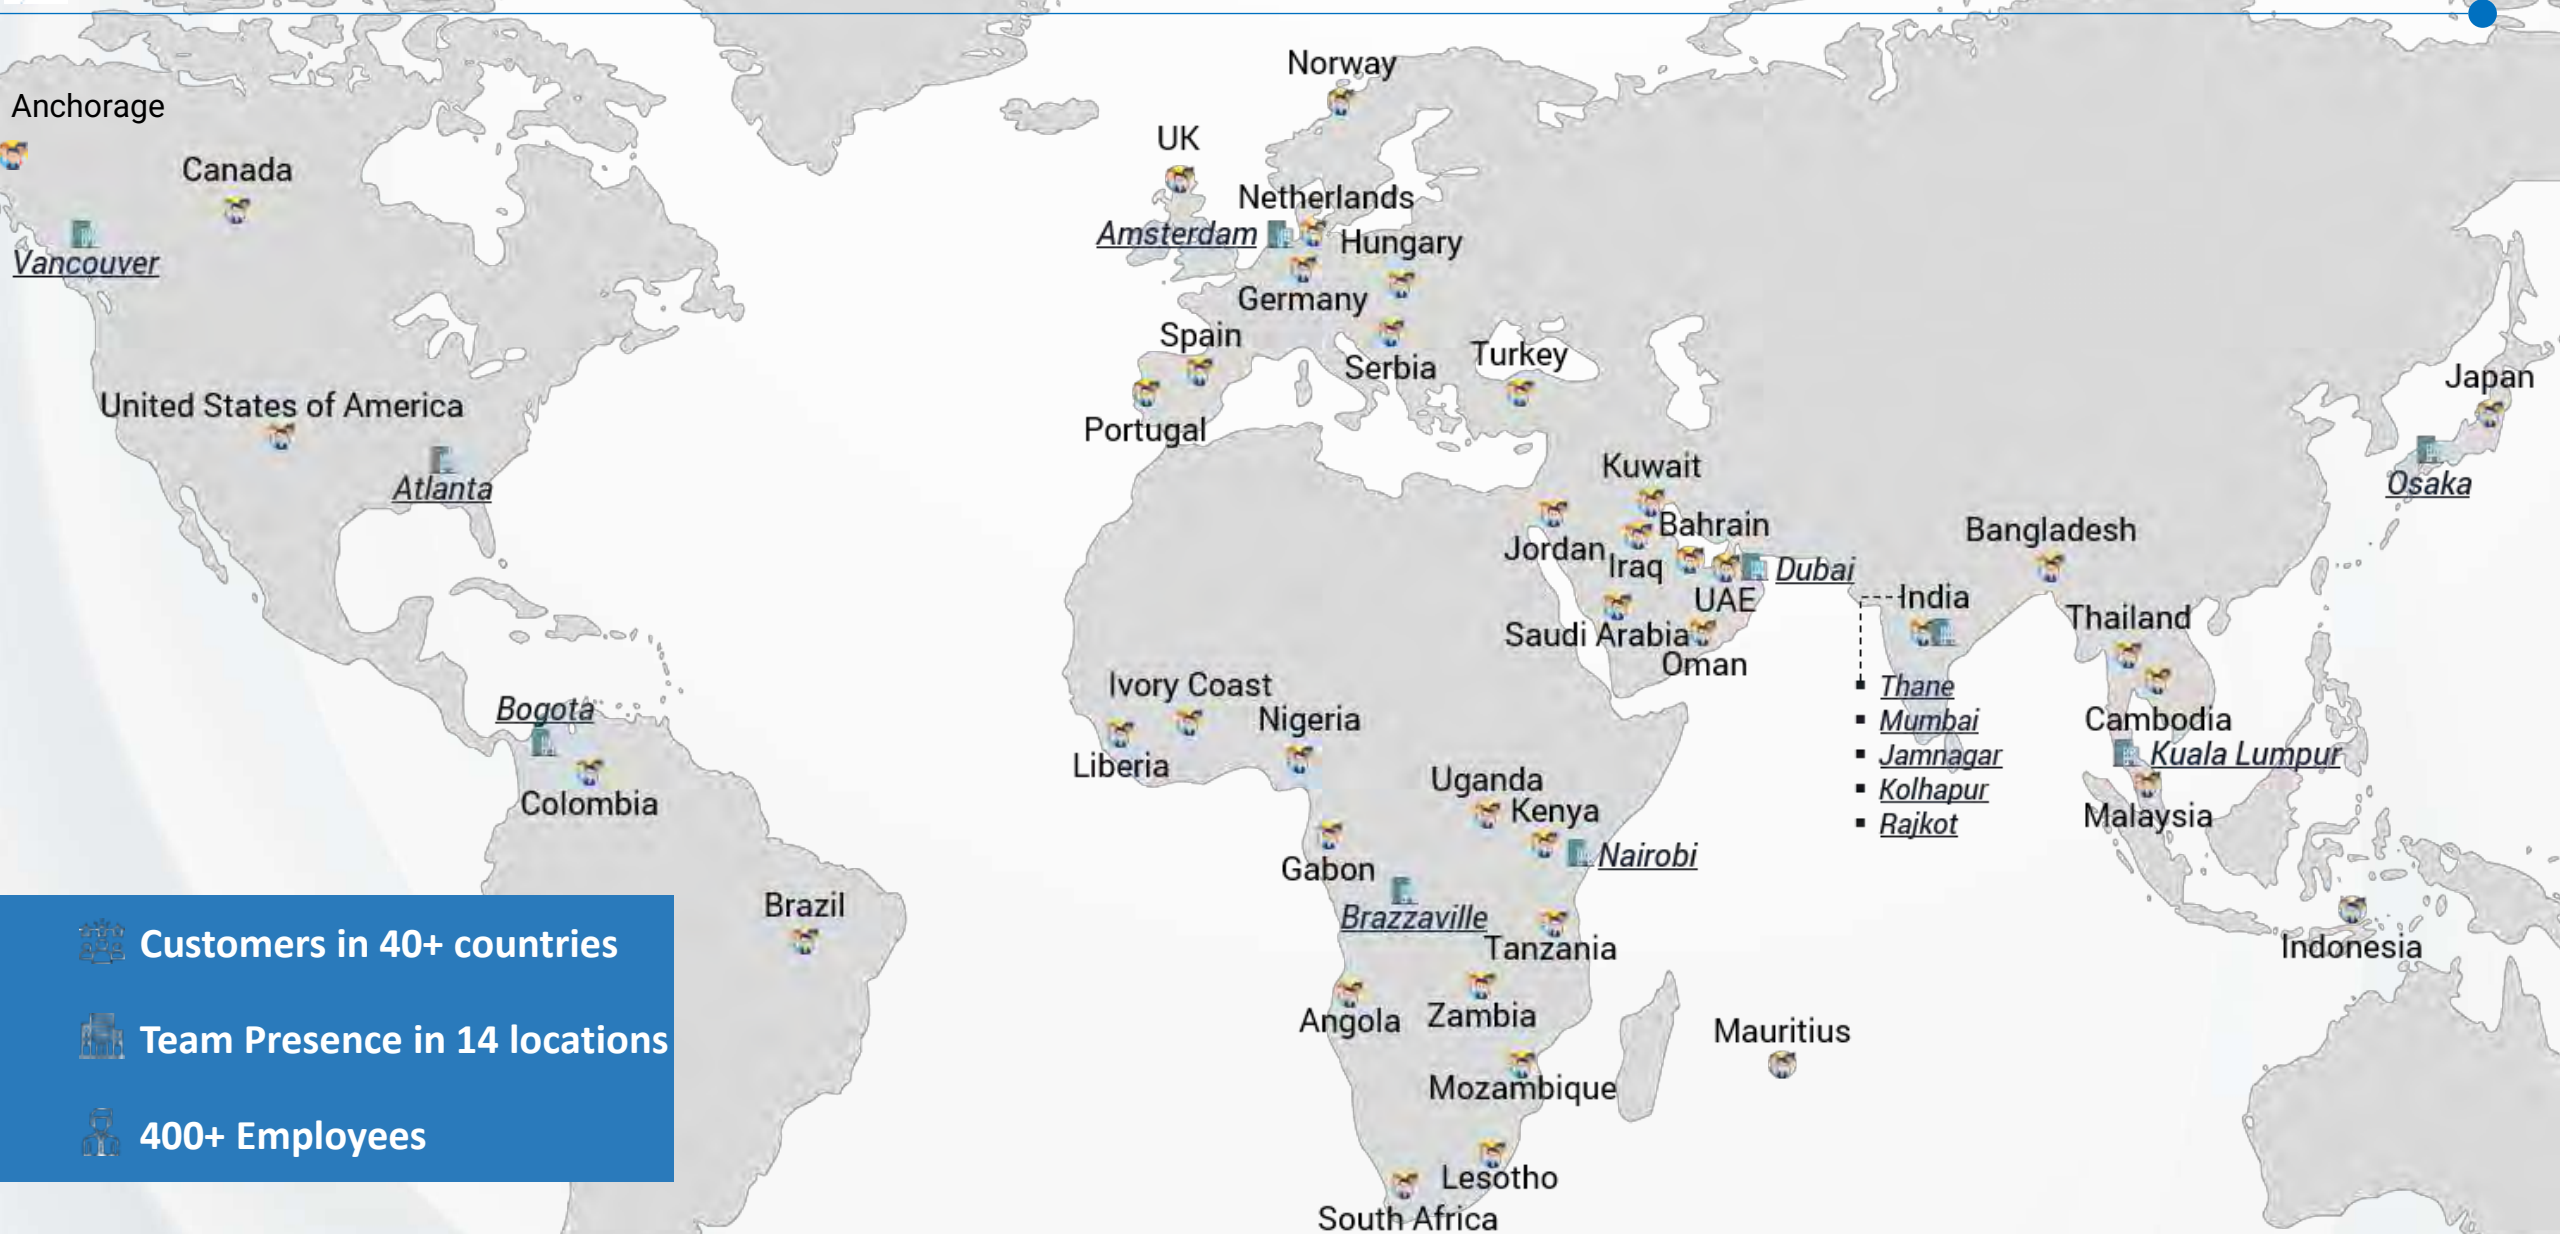 Norway
Anchorage
UK
Canada
Netherlands
Amsterdam
Hungary
Vancouver
Germany
Spain
Turkey
Serbia
Japan
United States of America
Portugal
Kuwait
Atlanta
Osaka
Bahrain
Bangladesh
Jordan
Iraq
Dubai
UAE
India
Thailand
Saudi Arabia
Oman
Ivory Coast
Thane
Bogota
Nigeria
Mumbai
Cambodia
Liberia
Jamnagar
Kuala Lumpur
Uganda
Kolhapur
Colombia
Kenya
Malaysia
Rajkot
Gabon
Nairobi
Brazil
Brazzaville
Customers in 40+ countries
Tanzania
Indonesia
Angola
Zambia
Mauritius
Team Presence in 14 locations
Mozambique
400+ Employees
Lesotho
South Africa